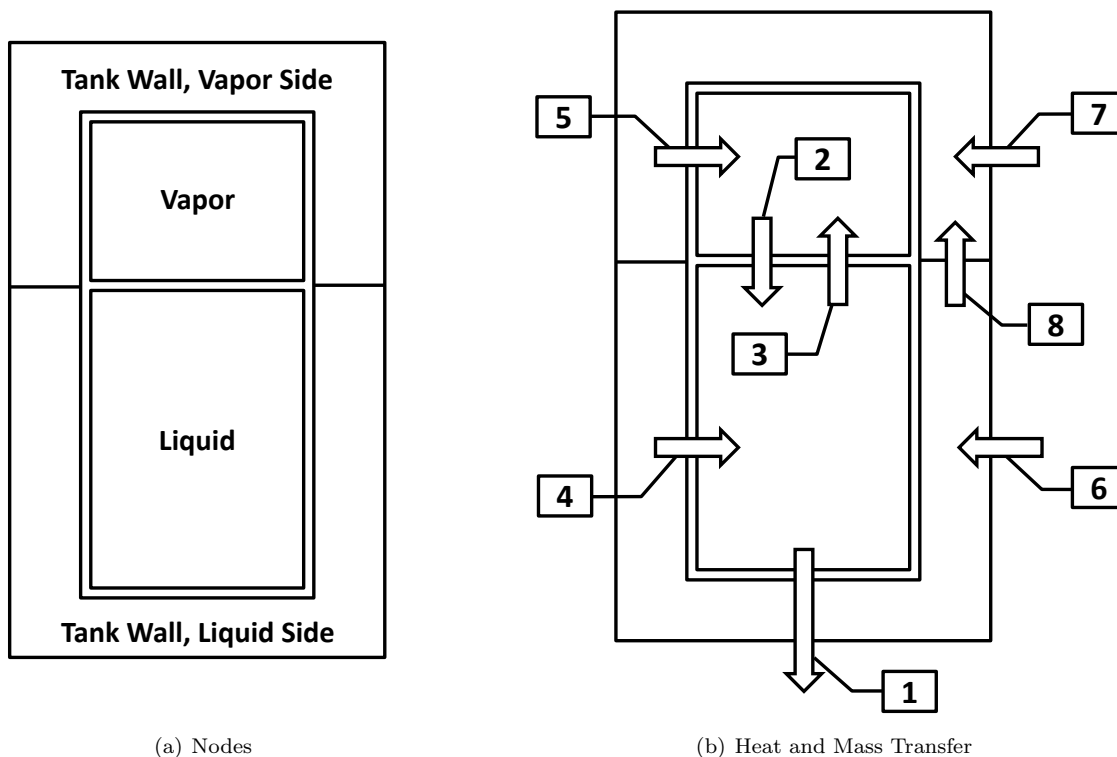 Tank Wall, Vapor Side
Vapor
Liquid
Tank Wall, Liquid Side
(a) Nodes
5
7
2
3
8
4
6
1
(b) Heat and Mass Transfer